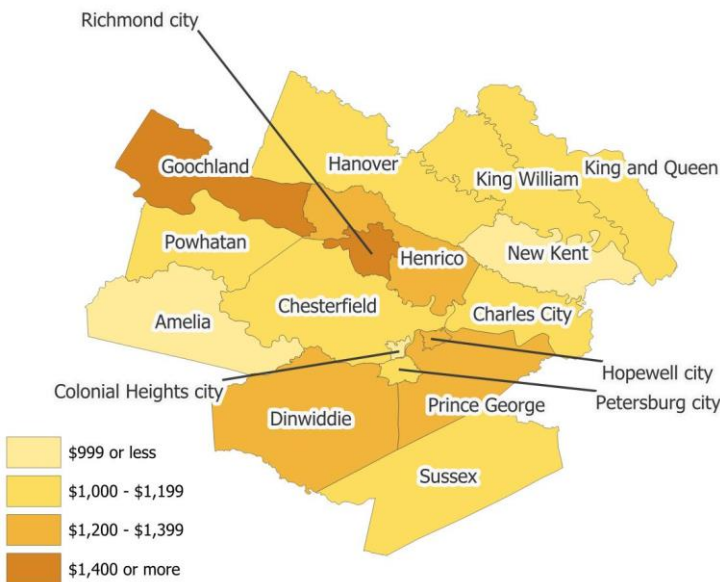 Richmond city
Goochland
Hanover
King William
King and Queen
Powhatan
Henrico
New Kent
Chesterfield
Charles City
Amelia
Hopewell city
Colonial Heights city
Petersburg city
Prince George
Dinwiddie
Sussex
$999 or less
$1,000 - $1,199
$1,200 - $1,399
$1,400 or more